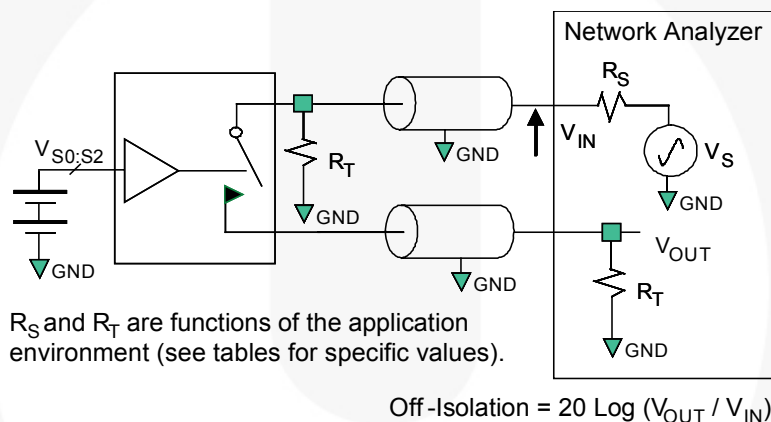 Network Analyzer
R_S
V_IN
V_S
GND
V_S0:S2
R_T
GND
GND
GND
V_OUT
R_T
GND
GND
GND
R_S and R_T are functions of the application
environment (see tables for specific values).
Off-Isolation = 20 Log (V_OUT / V_IN)